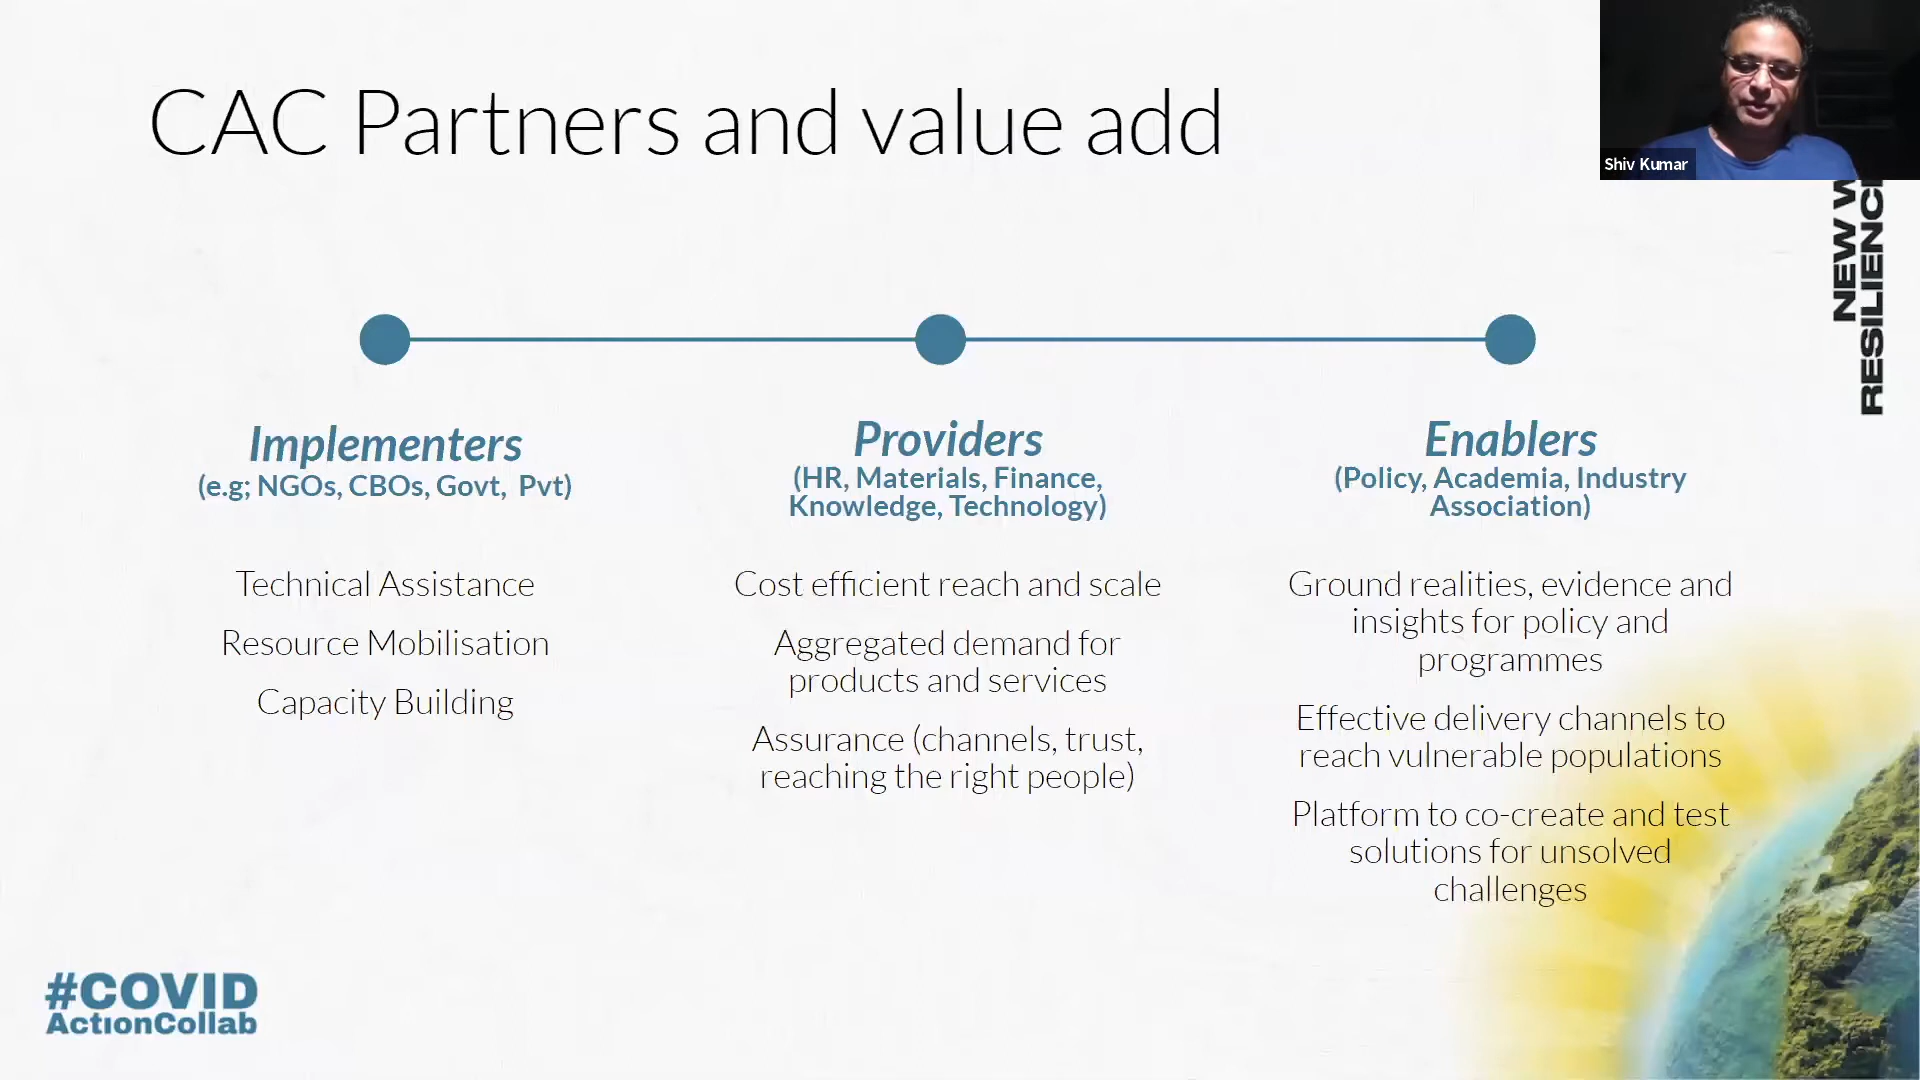 CAC Partners and value add
Shiv Kumar
NEW
RESILIENC
Implementers
(e.g; NGOs, CBOs, Govt, Pvt)
Technical Assistance
Resource Mobilisation
Capacity Building
Providers
(HR, Materials, Finance,
Knowledge, Technology)
Cost efficient reach and scale
Aggregated demand for
products and services
Assurance (channels, trust,
reaching the right people)
Enablers
(Policy, Academia, Industry
Association)
Ground realities, evidence and
insights for policy and
programmes
Effective delivery channels to
reach vulnerable populations
Platform to co-create and test
solutions for unsolved
challenges
#COVID
ActionCollab